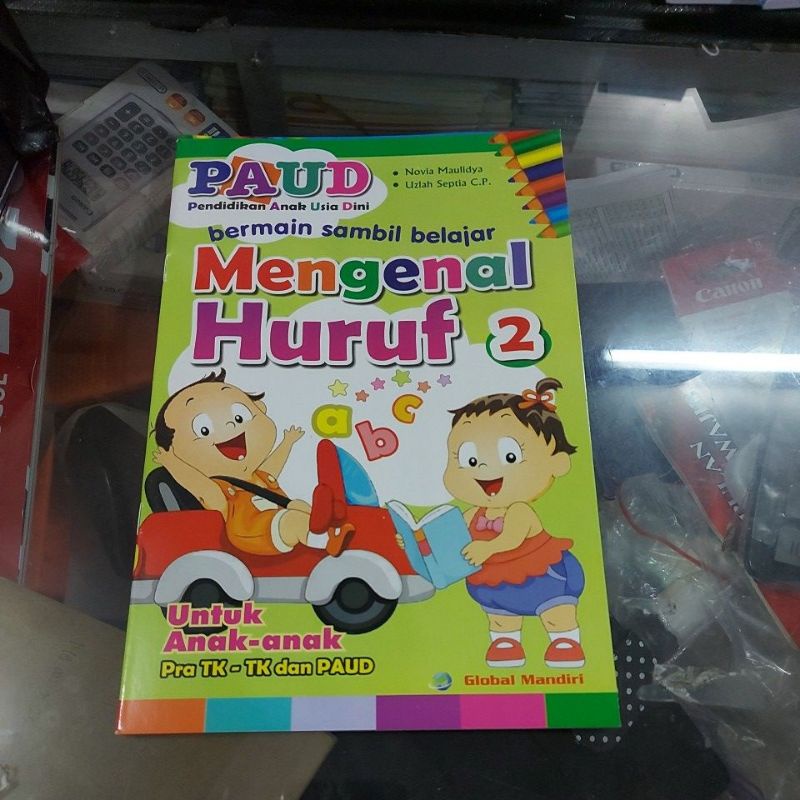 PAUD
Pendidikan Anak Usia Dini
• Novia Maulidya
• Uzlah Septia C.P.
bermain sambil belajar
Mengenal
Huruf 2
a b c
Untuk
Anak-anak
Pra TK - TK dan PAUD
Global Mandiri
Canon